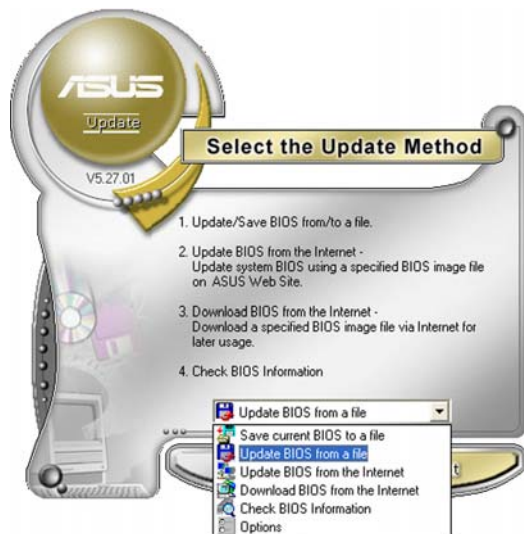 ASUS
Update
V5.27.01
Select the Update Method
1. Update/Save BIOS from/to a file.
2. Update BIOS from the Internet -
Update system BIOS using a specified BIOS image file
on ASUS Web Site.
3. Download BIOS from the Internet -
Download a specified BIOS image file via Internet for
later usage.
4. Check BIOS Information
Update BIOS from a file
Save current BIOS to a file
Update BIOS from a file
Update BIOS from the Internet
Download BIOS from the Internet
Check BIOS Information
Options